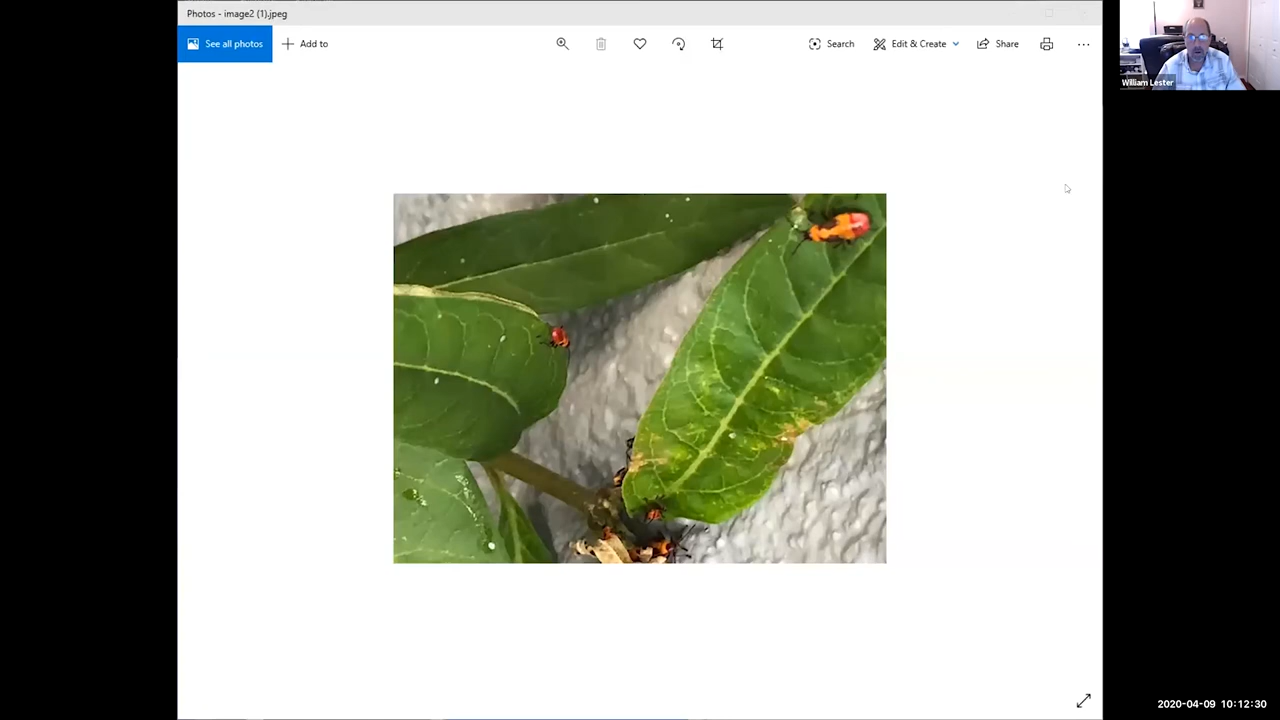 Photos - image2 (1).jpeg
See all photos
Add to
Search
Edit & Create
Share
William Lester
2020-04-09 10:12:30